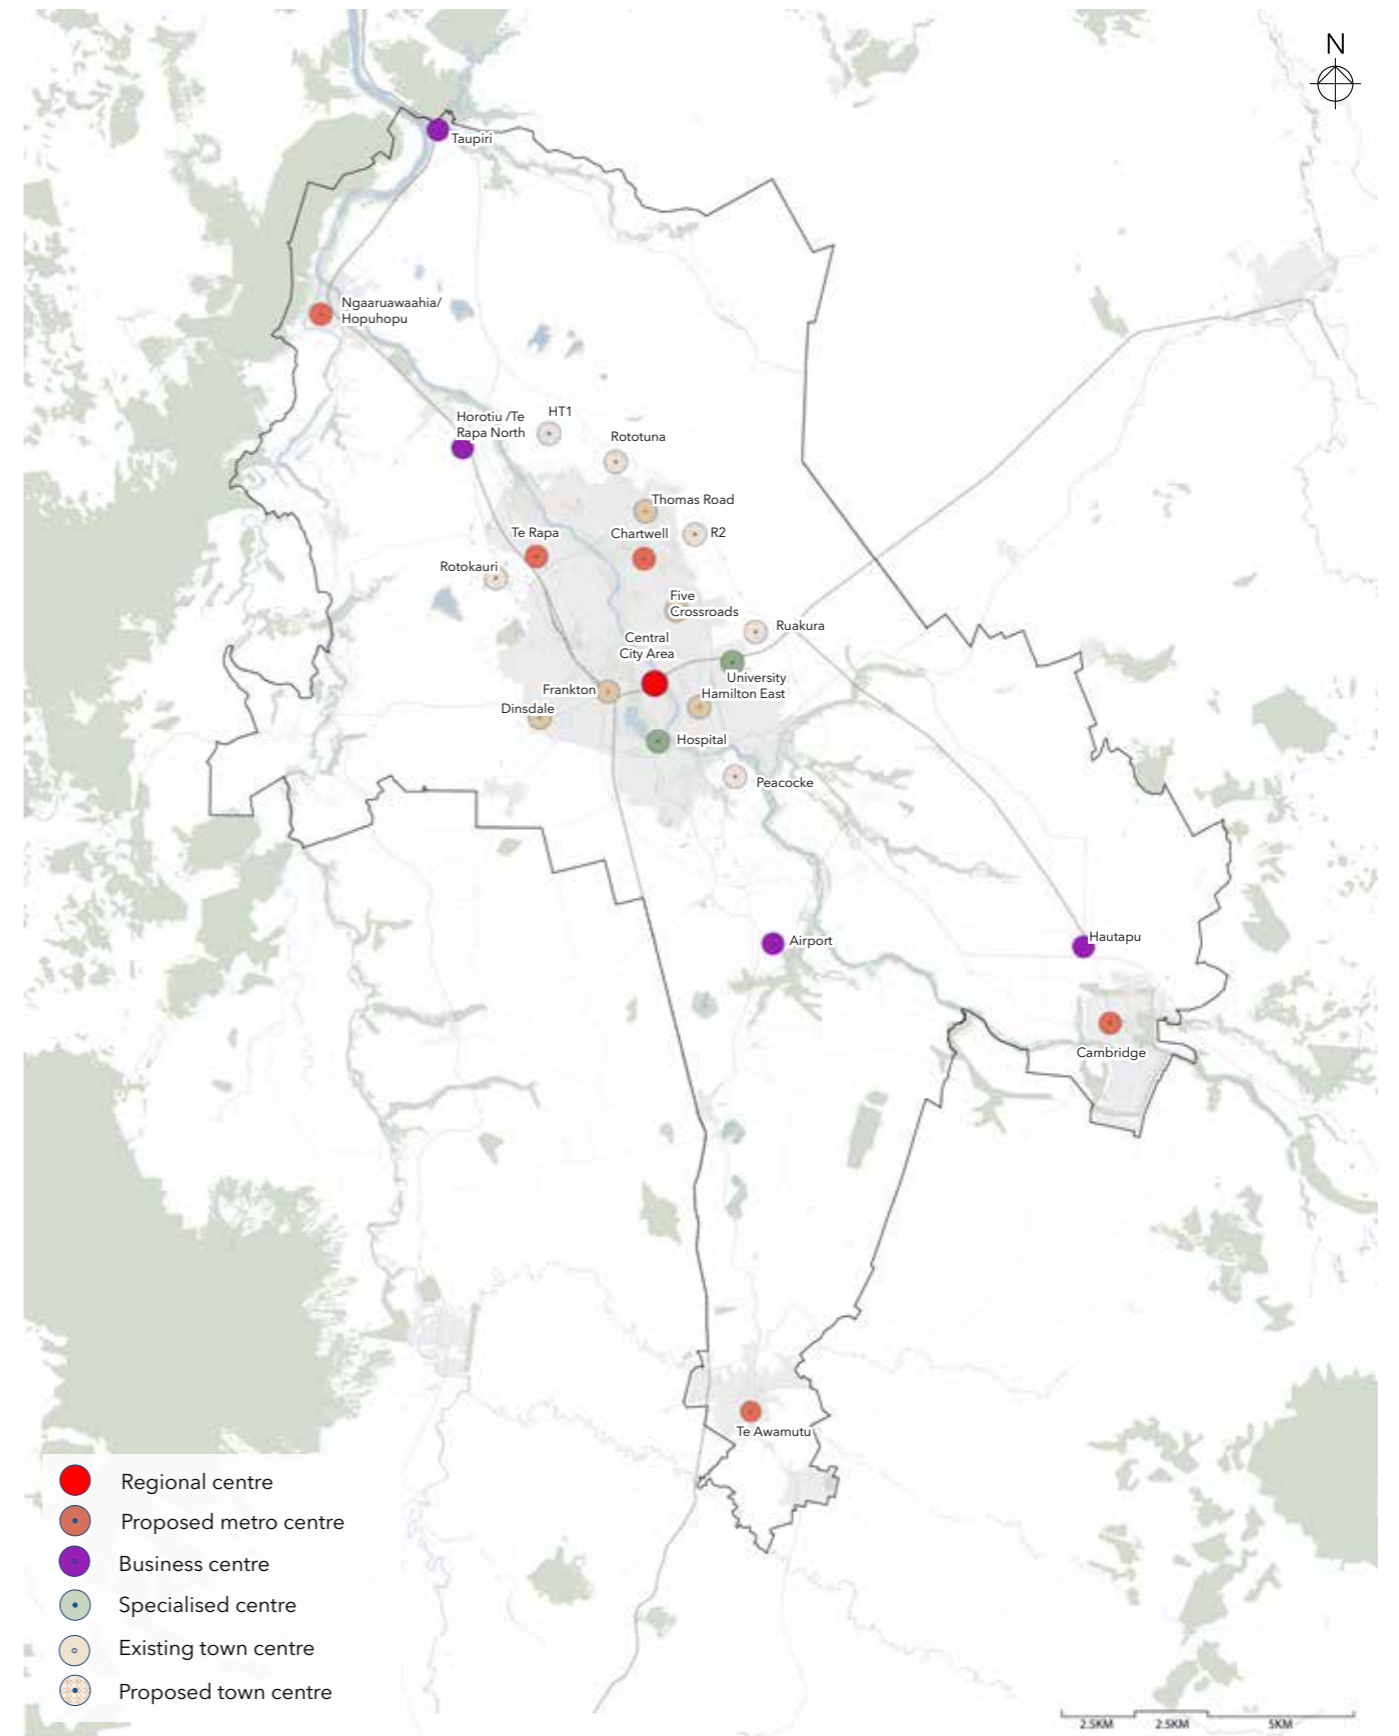 N
Taupiri
Ngaaruawaahia/
Hopuhopu
HT1
Horotiu /Te
Rapa North
Rototuna
Thomas Road
Te Rapa
Chartwell
R2
Rotokauri
Five
Crossroads
Ruakura
Central
City Area
University
Frankton
Hamilton East
Dinsdale
Hospital
Peacocke
Airport
Hautapu
Cambridge
Te Awamutu
Regional centre
Proposed metro centre
Business centre
Specialised centre
Existing town centre
Proposed town centre
2.5KM
2.5KM
5KM